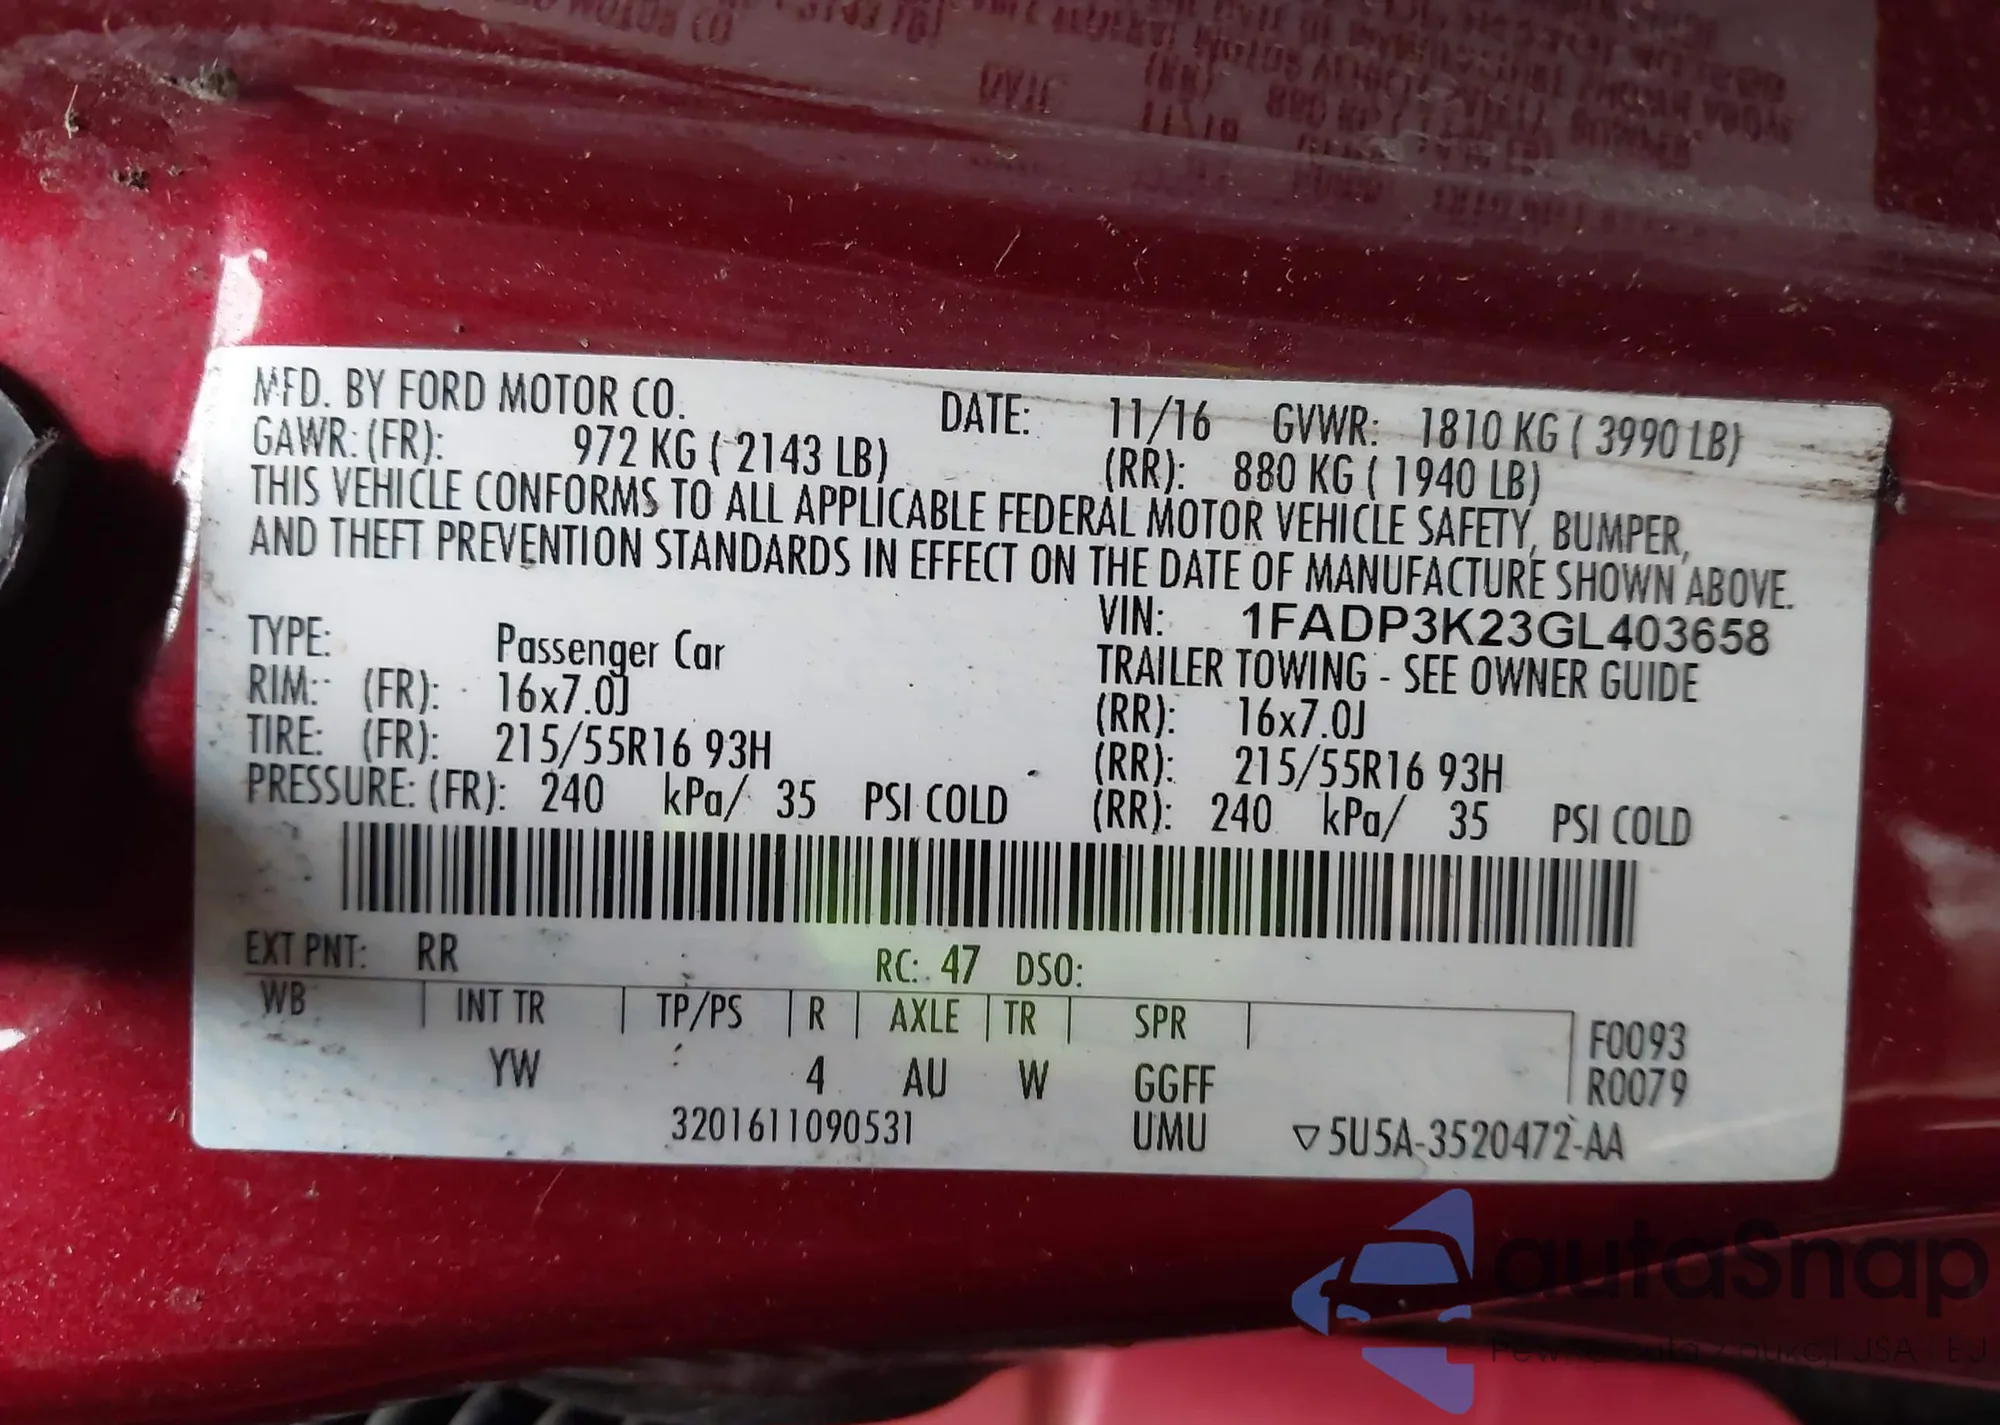 MFD. BY FORD MOTOR CO. DATE: 11/16 GVWR: 1810 KG ( 3990 LB)
GAWR: (FR): 972 KG ( 2143 LB) (RR): 880 KG ( 1940 LB)
THIS VEHICLE CONFORMS TO ALL APPLICABLE FEDERAL MOTOR VEHICLE SAFETY, BUMPER,
AND THEFT PREVENTION STANDARDS IN EFFECT ON THE DATE OF MANUFACTURE SHOWN ABOVE.
VIN: 1FADP3K23GL403658
TYPE: Passenger Car TRAILER TOWING - SEE OWNER GUIDE
RIM: (FR): 16x7.0J (RR): 16x7.0J
TIRE: (FR): 215/55R16 93H (RR): 215/55R16 93H
PRESSURE: (FR): 240 kPa/ 35 PSI COLD (RR): 240 kPa/ 35 PSI COLD
EXT PNT: RR RC: 47 DSO:
WB INT TR TP/PS R AXLE TR SPR F0093
YW 4 AU W GGFF R0079
3201611090531 UMU ▽5U5A-3520472-AA
autaSnap